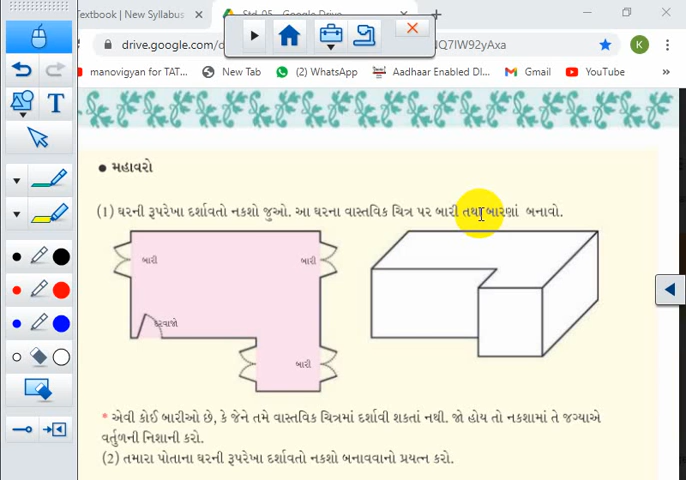 Textbook | New Syllabus
Std. 05 - Google Drive
drive.google.com/
NQ7IW92yAxa
K
manovigyan for TAT...
New Tab
(2) WhatsApp
Aadhaar Enabled DI...
Gmail
YouTube
T
● મહાવરો
(1) ઘરની રૂપરેખા દર્શાવતો નકશો જુઓ. આ ઘરના વાસ્તવિક ચિત્ર પર બારી તથા બારણાં બનાવો.
બારી
બારી
દરવાજો
બારી
* એવી કોઈ બારીઓ છે, કે જેને તમે વાસ્તવિક ચિત્રમાં દર્શાવી શકતાં નથી. જો હોય તો નકશામાં તે જગ્યાએ
વર્તુળની નિશાની કરો.
(2) તમારા પોતાના ઘરની રૂપરેખા દર્શાવતો નકશો બનાવવાનો પ્રયત્ન કરો.